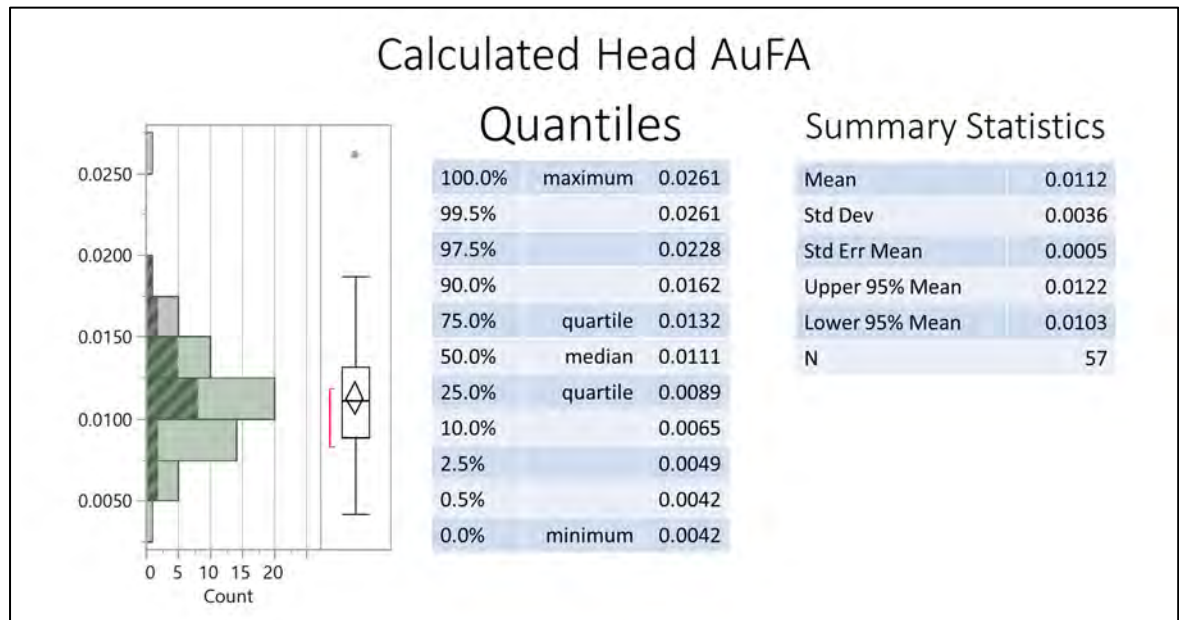 Calculated Head AuFA
0.0250
0.0200
0.0150
0.0100
0.0050
0 5 10 15 20
Count
Quantiles
100.0% maximum 0.0261
99.5% 0.0261
97.5% 0.0228
90.0% 0.0162
75.0% quartile 0.0132
50.0% median 0.0111
25.0% quartile 0.0089
10.0% 0.0065
2.5% 0.0049
0.5% 0.0042
0.0% minimum 0.0042
Summary Statistics
Mean 0.0112
Std Dev 0.0036
Std Err Mean 0.0005
Upper 95% Mean 0.0122
Lower 95% Mean 0.0103
N 57